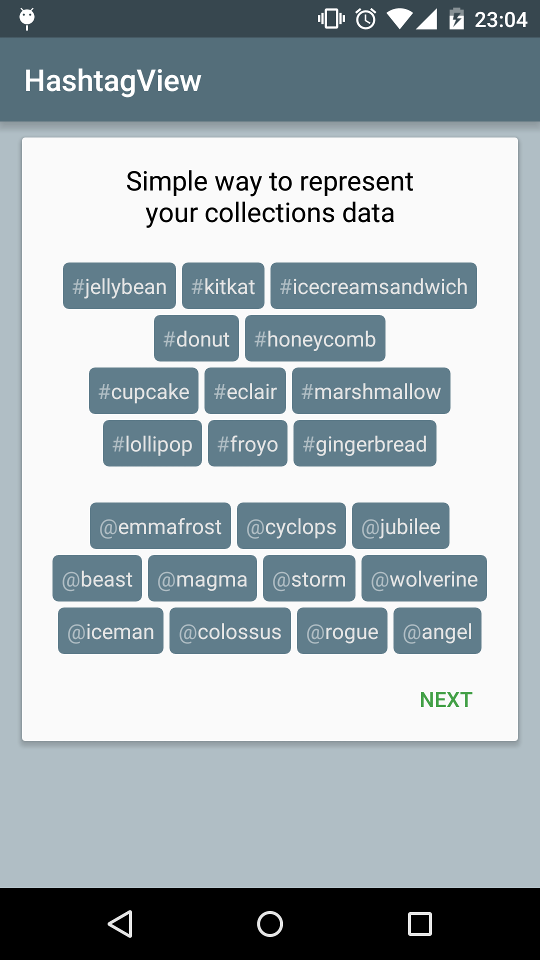 23:04
HashtagView
Simple way to represent
your collections data
#jellybean #kitkat #icecreamsandwich
#donut #honeycomb
#cupcake #eclair #marshmallow
#lollipop #froyo #gingerbread
@emmafrost @cyclops @jubilee
@beast @magma @storm @wolverine
@iceman @colossus @rogue @angel
NEXT